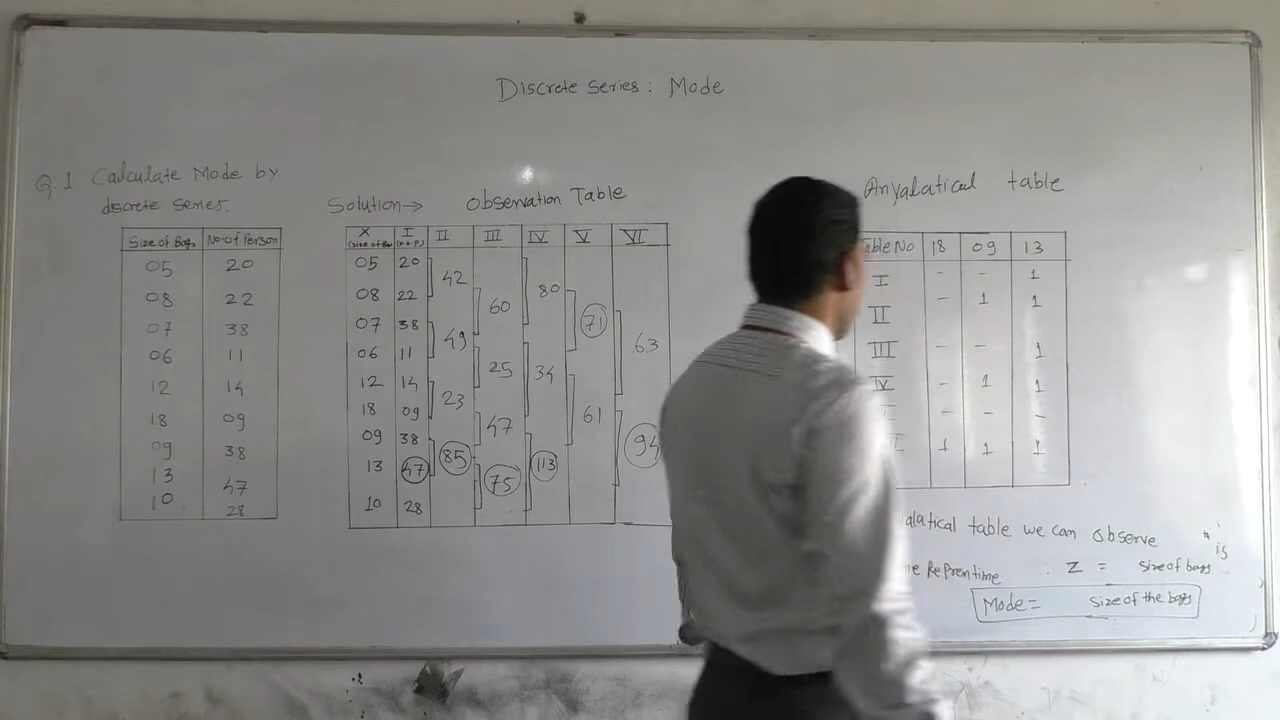 Discrete Series : Mode
Q.1 Calculate Mode by
discrete series.
Size of Bags No. of Person
05 20
08 22
07 38
06 11
12 14
18 09
09 38
13 47
10 28
Solution→ Observation Table
X I II III IV V VI
05 20
08 22
07 38
06 11
12 14
18 09
09 38
13 47
10 28
42
49
23
85
60
25
47
75
80
34
113
71
61
63
94
Anyalatical table
able No 18 09 13
I - - 1
II - 1 1
III - - 1
IV - 1 1
- - -
I 1 1 1
alatical table we can observe
is
Z = size of bags
Mode = size of the bags